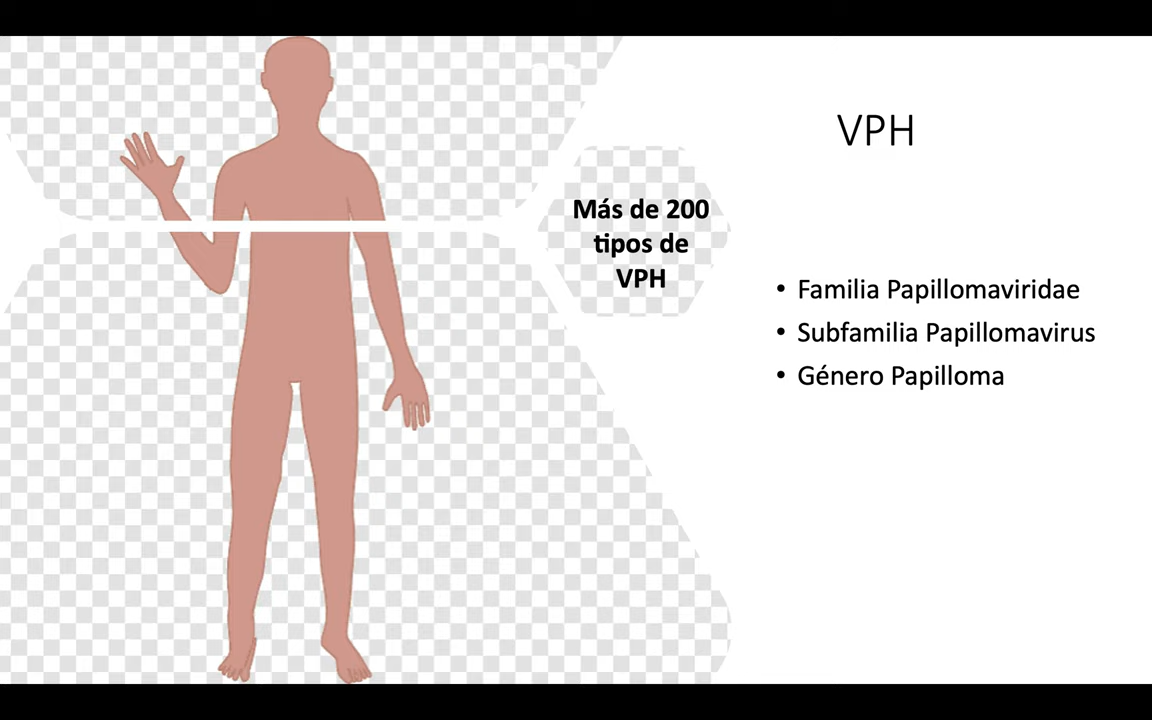 VPH
Más de 200
tipos de
VPH
• Familia Papillomaviridae
• Subfamilia Papillomavirus
• Género Papilloma